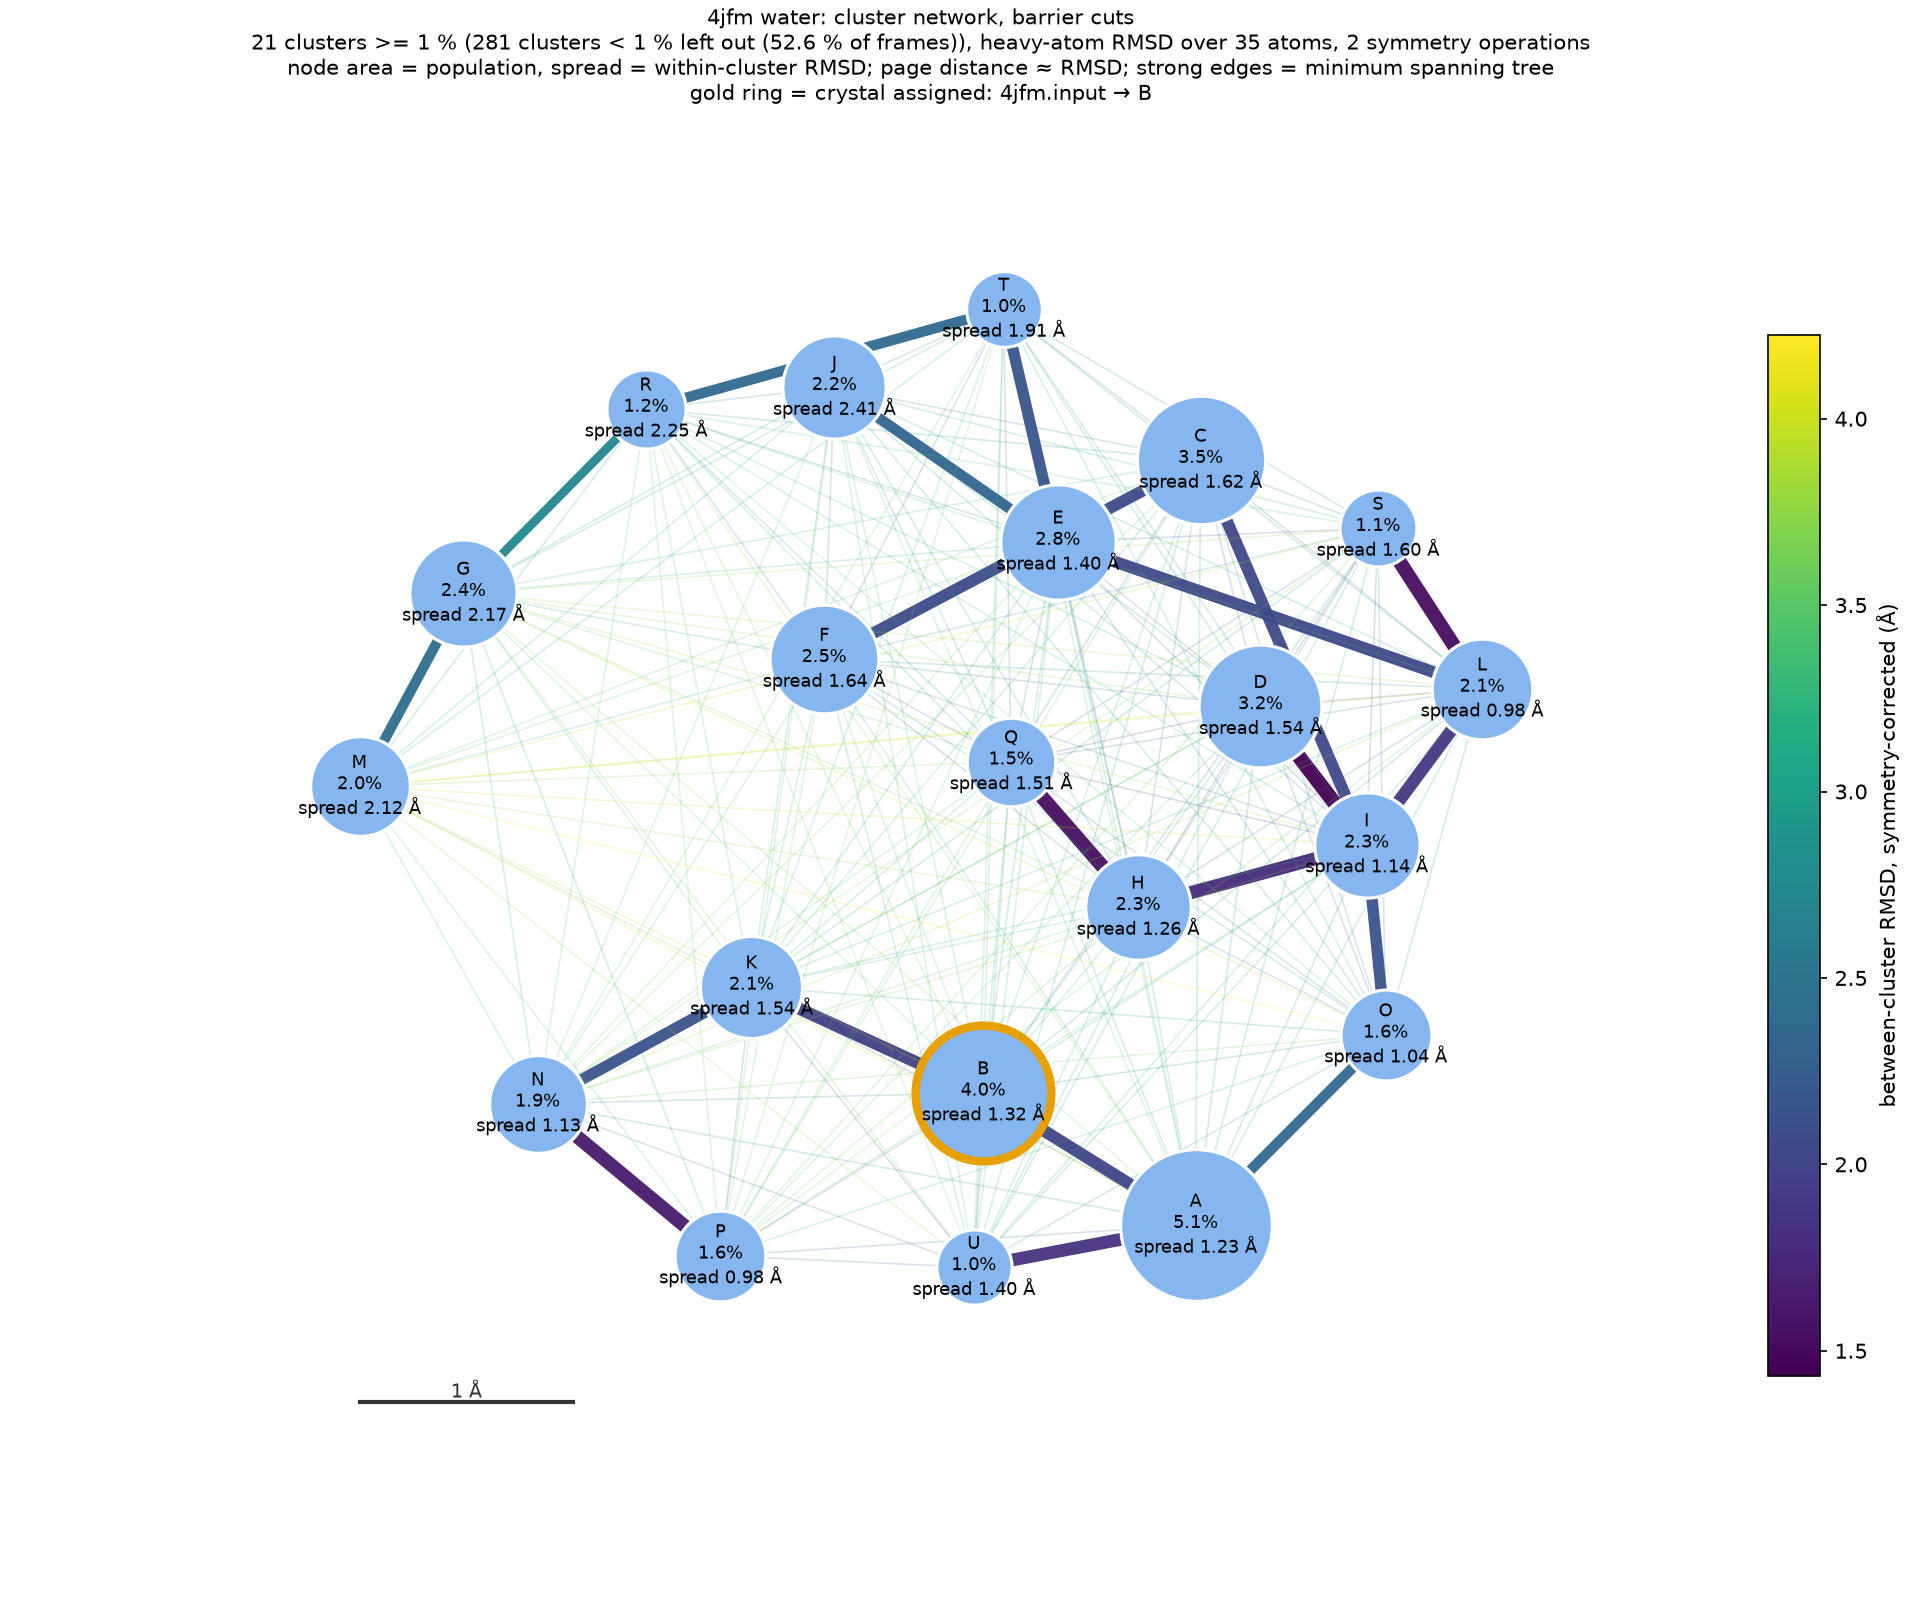 4jfm water: cluster network, barrier cuts
21 clusters >= 1 % (281 clusters < 1 % left out (52.6 % of frames)), heavy-atom RMSD over 35 atoms, 2 symmetry operations
node area = population, spread = within-cluster RMSD; page distance ≈ RMSD; strong edges = minimum spanning tree
gold ring = crystal assigned: 4jfm.input → B
T
1.0%
spread 1.91 Å
J
2.2%
spread 2.41 Å
R
1.2%
spread 2.25 Å
C
3.5%
spread 1.62 Å
S
1.1%
spread 1.60 Å
E
2.8%
spread 1.40 Å
G
2.4%
spread 2.17 Å
F
2.5%
spread 1.64 Å
L
2.1%
spread 0.98 Å
D
3.2%
spread 1.54 Å
Q
1.5%
spread 1.51 Å
M
2.0%
spread 2.12 Å
I
2.3%
spread 1.14 Å
H
2.3%
spread 1.26 Å
K
2.1%
spread 1.54 Å
O
1.6%
spread 1.04 Å
B
4.0%
spread 1.32 Å
N
1.9%
spread 1.13 Å
A
5.1%
spread 1.23 Å
P
1.6%
spread 0.98 Å
U
1.0%
spread 1.40 Å
1 Å
4.0
3.5
3.0
2.5
2.0
1.5
between-cluster RMSD, symmetry-corrected (Å)